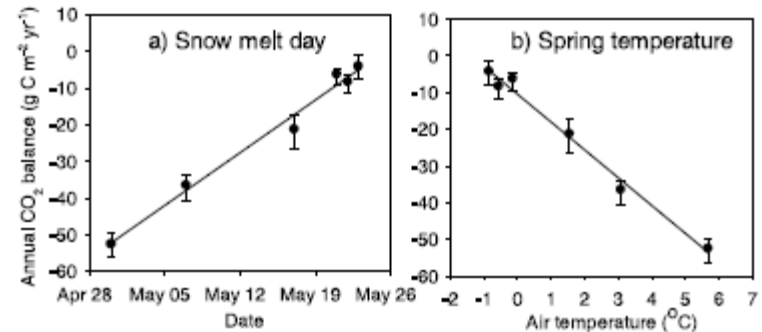 a) Snow melt day
Annual CO₂ balance (g C m⁻² yr⁻¹)
10
0
–10
–20
–30
–40
–50
–60
Apr 28 May 05 May 12 May 19 May 26
Date
b) Spring temperature
10
0
-10
-20
-30
-40
-50
-60
–2 -1 0 1 2 3 4 5 6 7
Air temperature (°C)